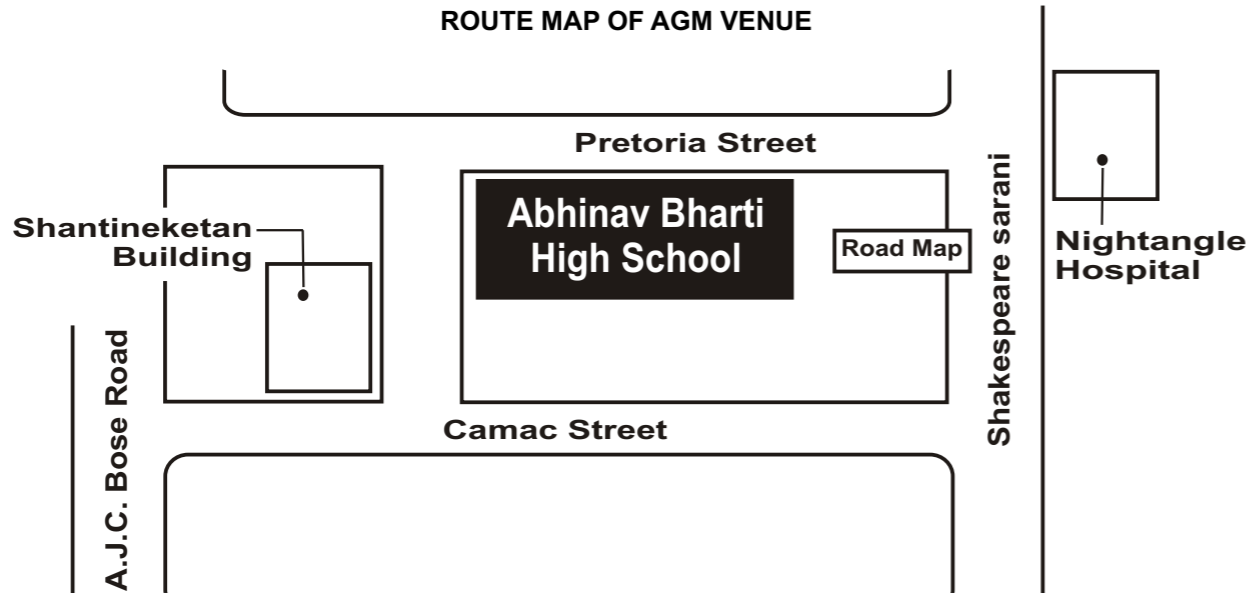 ROUTE MAP OF AGM VENUE
Pretoria Street
Abhinav Bharti
High School
Road Map
Shantineketan
Building
Shakespeare sarani
Nightangle
Hospital
A.J.C. Bose Road
Camac Street